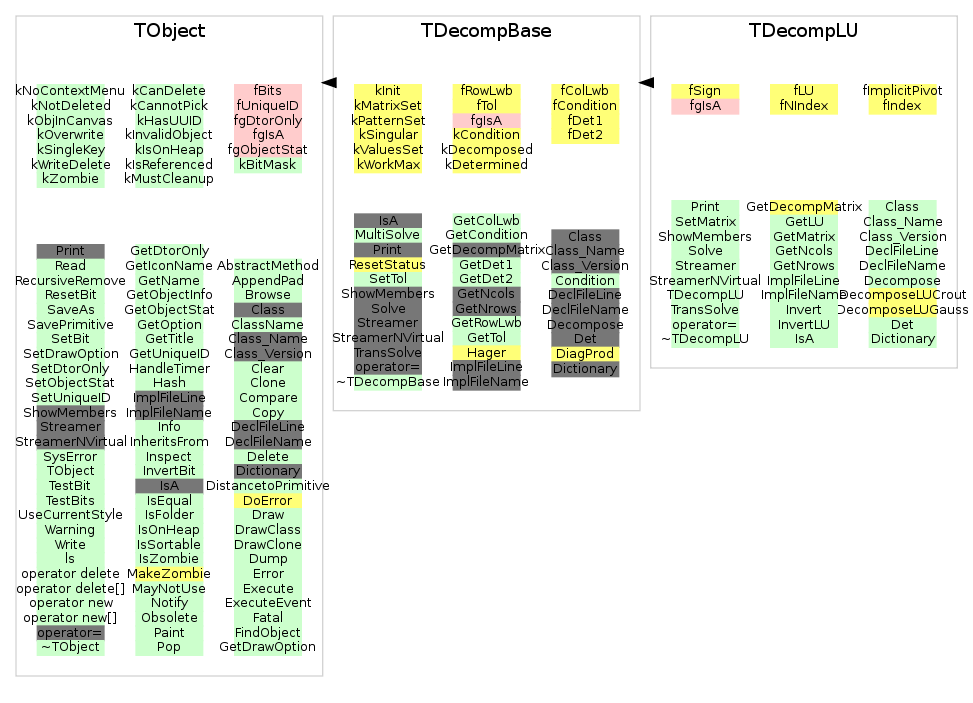 TObject
kNoContextMenu
kNotDeleted
kObjInCanvas
kOverwrite
kSingleKey
kWriteDelete
kZombie
kCanDelete
kCannotPick
kHasUUID
kInvalidObject
kIsOnHeap
kIsReferenced
kMustCleanup
fBits
fUniqueID
fgDtorOnly
fgIsA
fgObjectStat
kBitMask
Print
Read
RecursiveRemove
ResetBit
SaveAs
SavePrimitive
SetBit
SetDrawOption
SetDtorOnly
SetObjectStat
SetUniqueID
ShowMembers
Streamer
StreamerNVirtual
SysError
TObject
TestBit
TestBits
UseCurrentStyle
Warning
Write
ls
operator delete
operator delete[]
operator new
operator new[]
operator=
~TObject
GetDtorOnly
GetIconName
GetName
GetObjectInfo
GetObjectStat
GetOption
GetTitle
GetUniqueID
HandleTimer
Hash
ImplFileLine
ImplFileName
Info
InheritsFrom
Inspect
InvertBit
IsA
IsEqual
IsFolder
IsOnHeap
IsSortable
IsZombie
MakeZombie
MayNotUse
Notify
Obsolete
Paint
Pop
AbstractMethod
AppendPad
Browse
Class
ClassName
Class_Name
Class_Version
Clear
Clone
Compare
Copy
DeclFileLine
DeclFileName
Delete
Dictionary
DistancetoPrimitive
DoError
Draw
DrawClass
DrawClone
Dump
Error
Execute
ExecuteEvent
Fatal
FindObject
GetDrawOption
TDecompBase
kInit
kMatrixSet
kPatternSet
kSingular
kValuesSet
kWorkMax
fRowLwb
fTol
fgIsA
kCondition
kDecomposed
kDetermined
fColLwb
fCondition
fDet1
fDet2
IsA
MultiSolve
Print
ResetStatus
SetTol
ShowMembers
Solve
Streamer
StreamerNVirtual
TransSolve
operator=
~TDecompBase
GetColLwb
GetCondition
GetDecompMatrix
GetDet1
GetDet2
GetNcols
GetNrows
GetRowLwb
GetTol
Hager
ImplFileLine
ImplFileName
Class
Class_Name
Class_Version
Condition
DeclFileLine
DeclFileName
Decompose
Det
DiagProd
Dictionary
TDecompLU
fSign
fgIsA
fLU
fNIndex
fImplicitPivot
fIndex
Print
SetMatrix
ShowMembers
Solve
Streamer
StreamerNVirtual
TDecompLU
TransSolve
operator=
~TDecompLU
GetDecompMatrix
GetLU
GetMatrix
GetNcols
GetNrows
ImplFileLine
ImplFileName
Invert
InvertLU
IsA
Class
Class_Name
Class_Version
DeclFileLine
DeclFileName
Decompose
DecomposeLUCrout
DecomposeLUGauss
Det
Dictionary